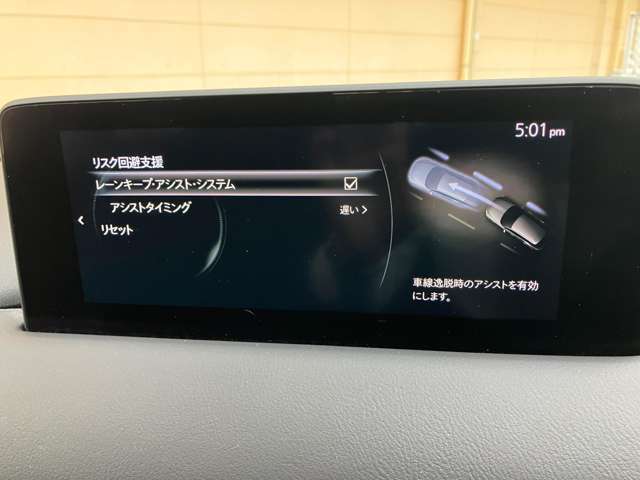 5:01 pm
リスク回避支援
レーンキープ・アシスト・システム
アシストタイミング 遅い
リセット
車線逸脱時のアシストを有効
にします。